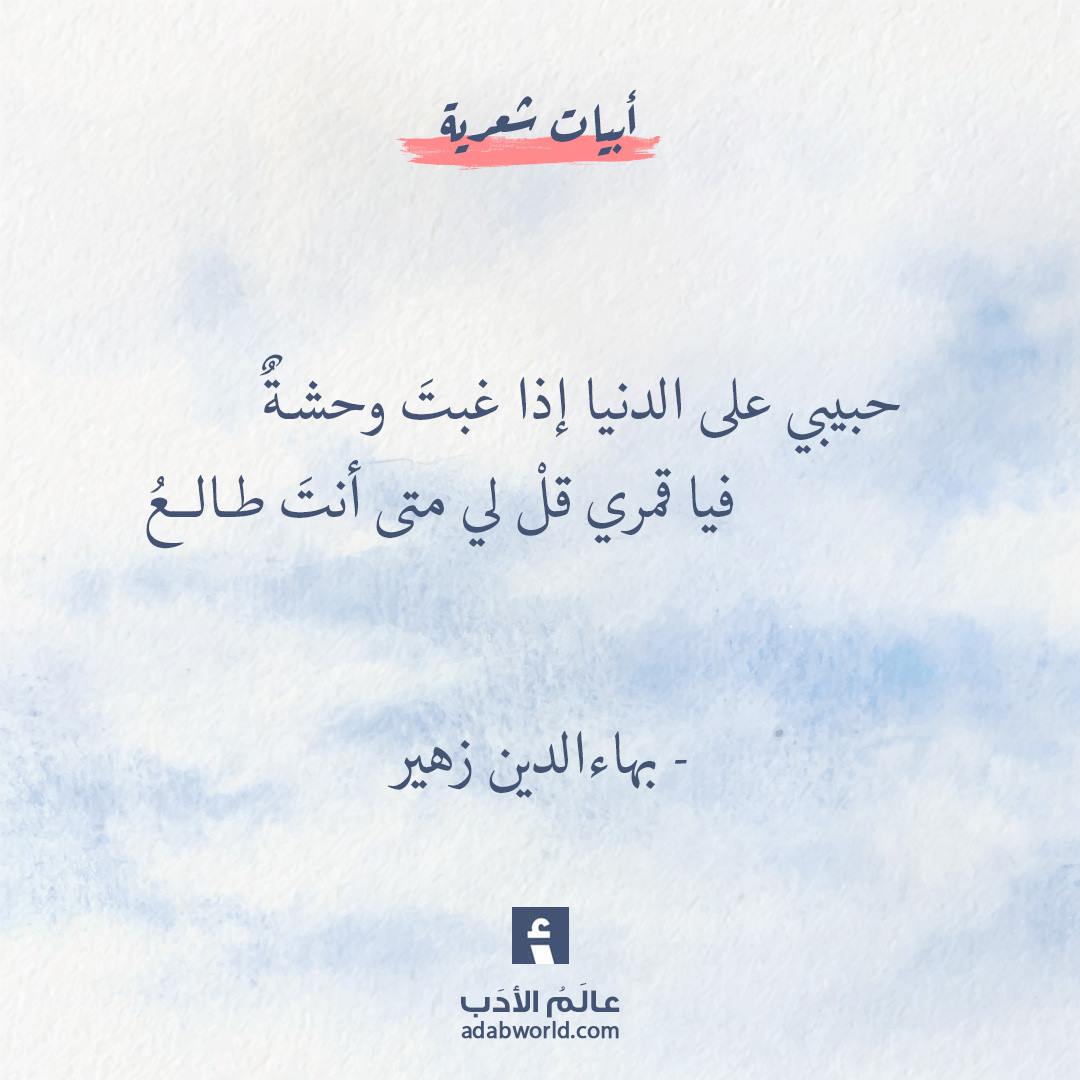 أبيات شعرية
حبيبي على الدنيا إذا غبتَ وحشةٌ
فيا قمري قلْ لي متى أنتَ طالـعُ
- بهاءالدين زهير
أ
عالَمُ الأدَب
adabworld.com